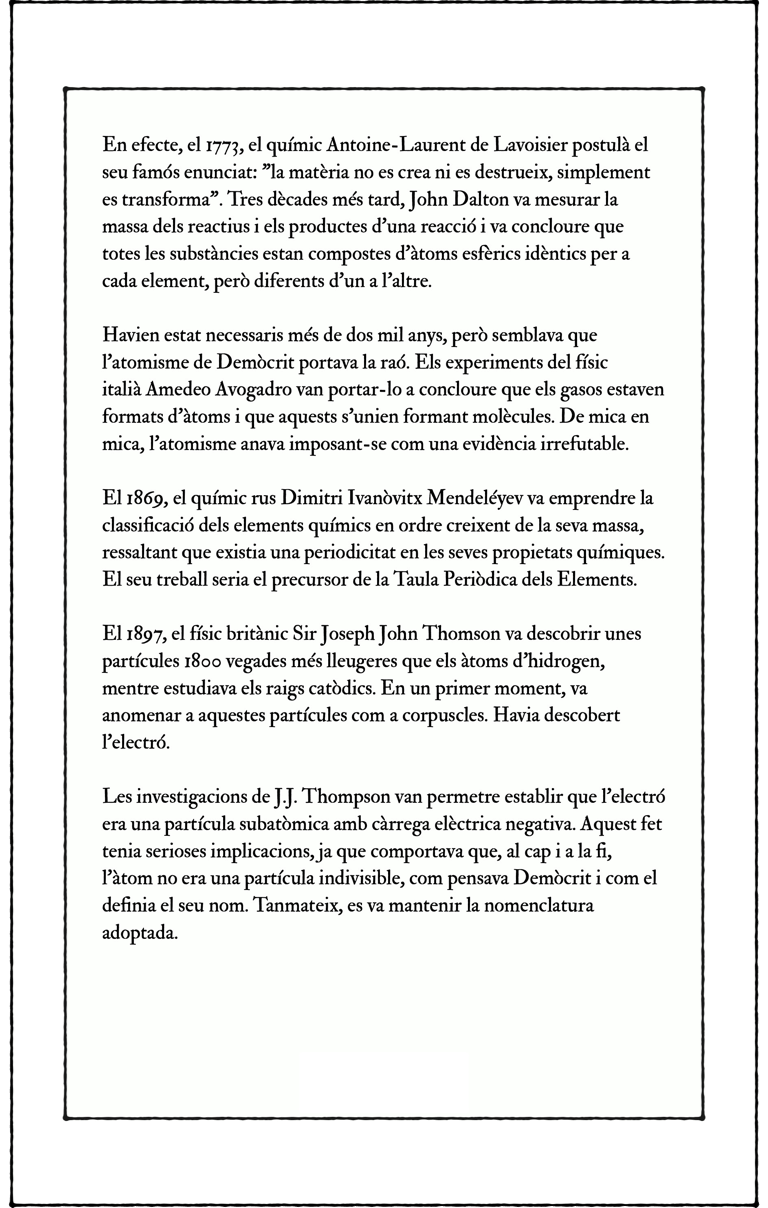 En efecte, el 1773, el químic Antoine-Laurent de Lavoisier postulà el
seu famós enunciat: ”la matèria no es crea ni es destrueix, simplement
es transforma”. Tres dècades més tard, John Dalton va mesurar la
massa dels reactius i els productes d’una reacció i va concloure que
totes les substàncies estan compostes d’àtoms esfèrics idèntics per a
cada element, però diferents d’un a l’altre.

Havien estat necessaris més de dos mil anys, però semblava que
l’atomisme de Demòcrit portava la raó. Els experiments del físic
italià Amedeo Avogadro van portar-lo a concloure que els gasos estaven
formats d’àtoms i que aquests s’unien formant molècules. De mica en
mica, l’atomisme anava imposant-se com una evidència irrefutable.

El 1869, el químic rus Dimitri Ivanòvitx Mendeléyev va emprendre la
classificació dels elements químics en ordre creixent de la seva massa,
ressaltant que existia una periodicitat en les seves propietats químiques.
El seu treball seria el precursor de la Taula Periòdica dels Elements.

El 1897, el físic britànic Sir Joseph John Thomson va descobrir unes
partícules 1800 vegades més lleugeres que els àtoms d’hidrogen,
mentre estudiava els raigs catòdics. En un primer moment, va
anomenar a aquestes partícules com a corpuscles. Havia descobert
l’electró.

Les investigacions de J.J. Thompson van permetre establir que l’electró
era una partícula subatòmica amb càrrega elèctrica negativa. Aquest fet
tenia serioses implicacions, ja que comportava que, al cap i a la fi,
l’àtom no era una partícula indivisible, com pensava Demòcrit i com el
definia el seu nom. Tanmateix, es va mantenir la nomenclatura
adoptada.